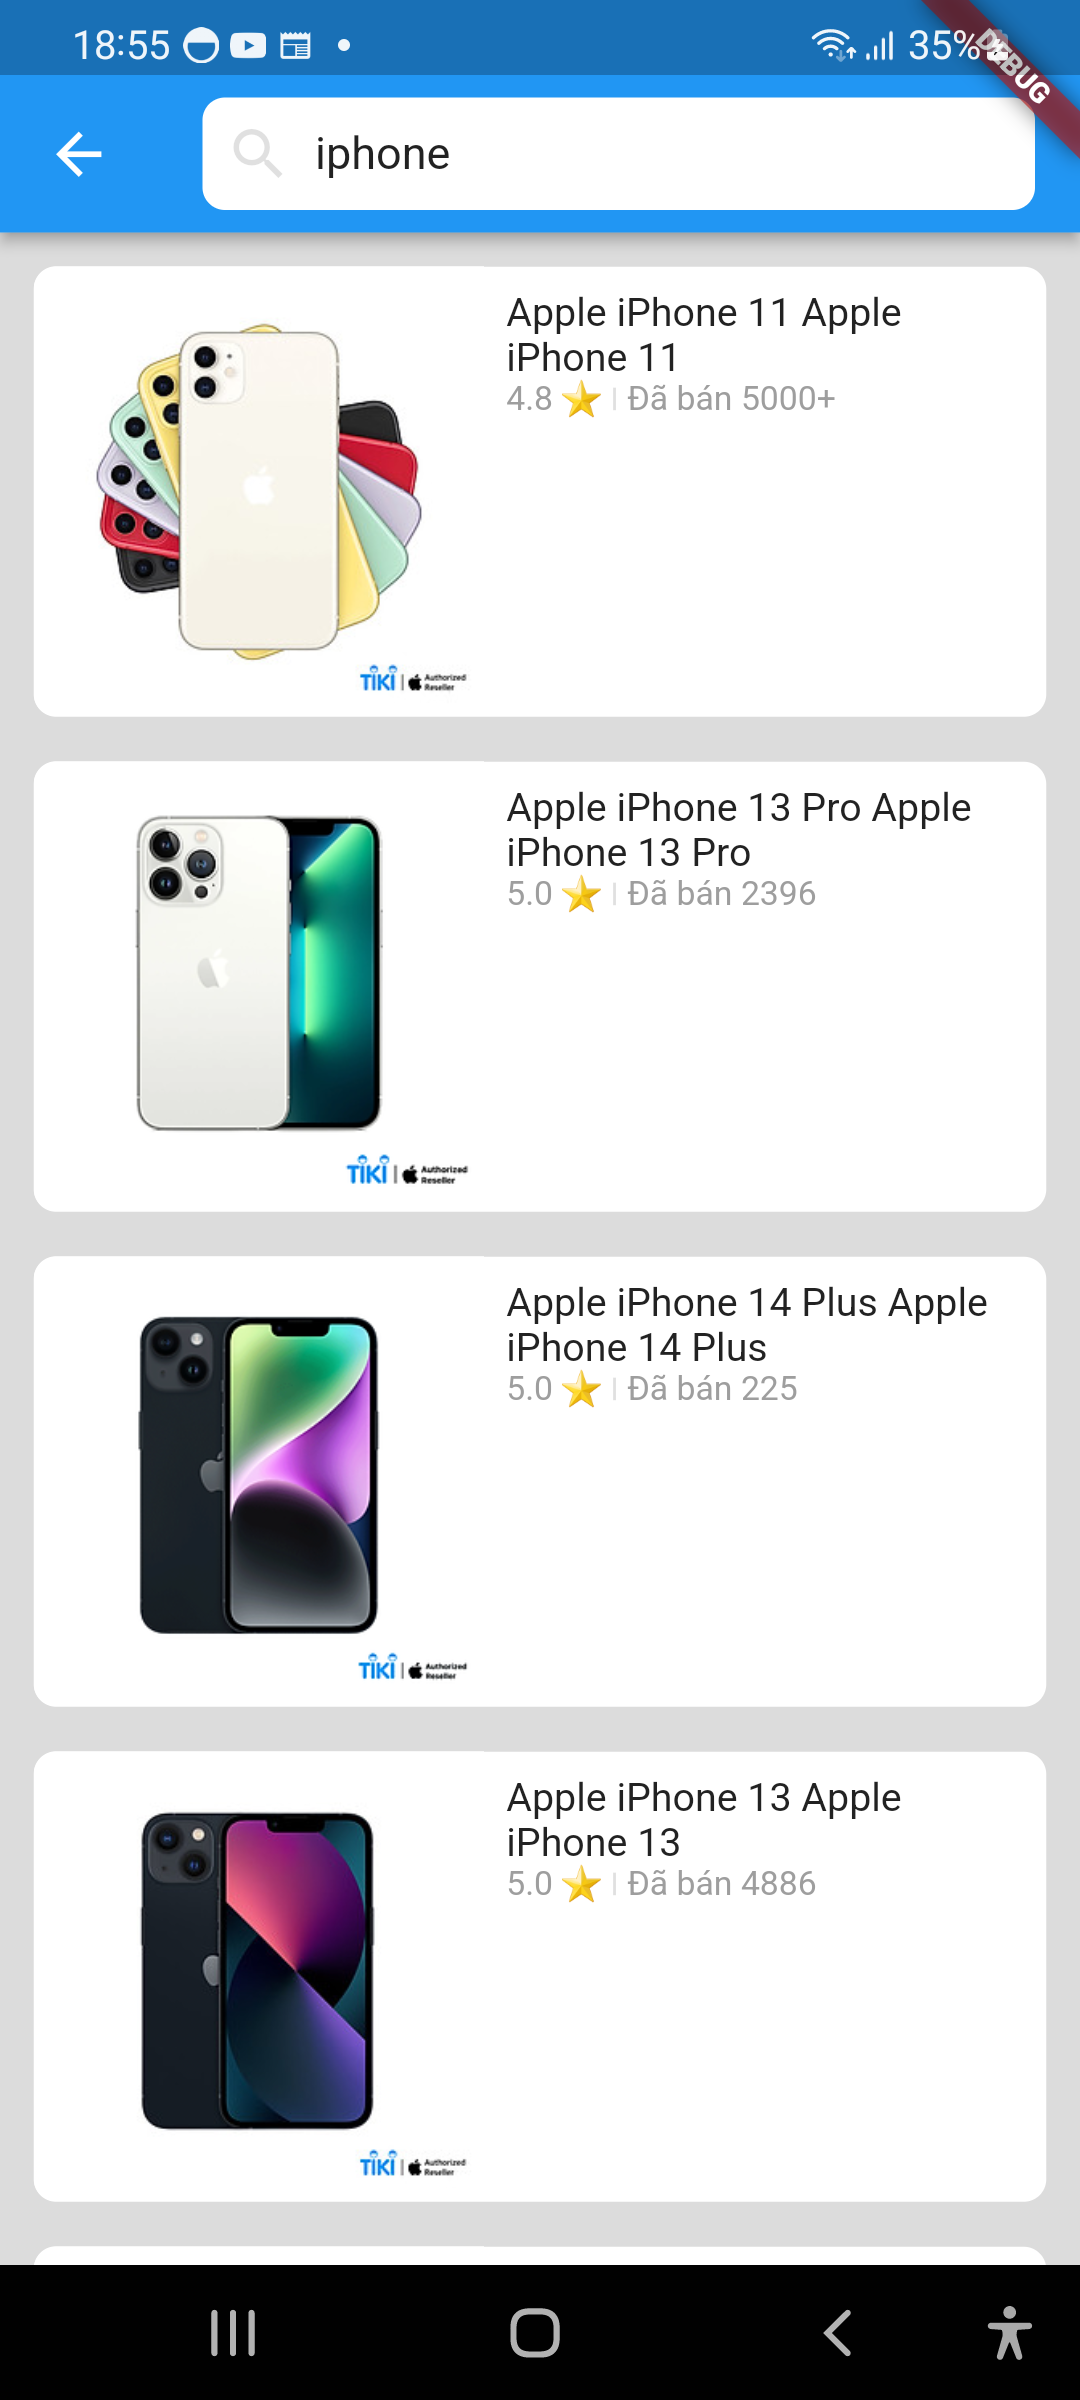 18:55
35%
DEBUG
iphone
Apple iPhone 11 Apple
iPhone 11
4.8 ⭐ | Đã bán 5000+
TIKI | Authorized
Reseller
Apple iPhone 13 Pro Apple
iPhone 13 Pro
5.0 ⭐ | Đã bán 2396
TIKI | Authorized
Reseller
Apple iPhone 14 Plus Apple
iPhone 14 Plus
5.0 ⭐ | Đã bán 225
TIKI | Authorized
Reseller
Apple iPhone 13 Apple
iPhone 13
5.0 ⭐ | Đã bán 4886
TIKI | Authorized
Reseller